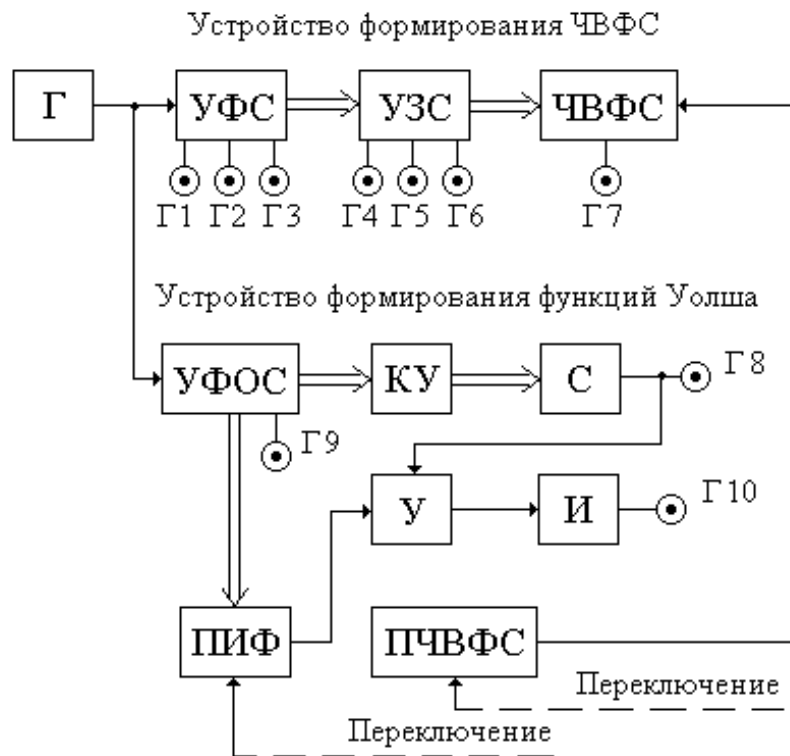 Устройство формирования ЧВФС
Г
УФС
УЗС
ЧВФС
Г1 Г2 Г3
Г4 Г5 Г6
Г7
Устройство формирования функций Уолша
УФОС
КУ
С
Г8
Г9
У
И
Г10
ПИФ
ПЧВФС
Переключение
Переключение